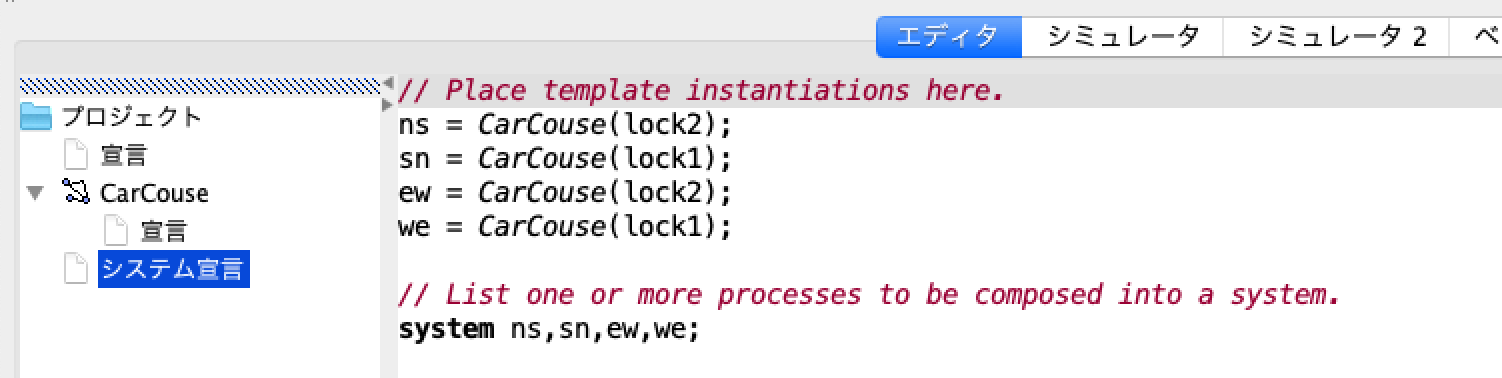 エディタ シミュレータ シミュレータ 2
プロジェクト
宣言
CarCouse
宣言
システム宣言
// Place template instantiations here.
ns = CarCouse(lock2);
sn = CarCouse(lock1);
ew = CarCouse(lock2);
we = CarCouse(lock1);
// List one or more processes to be composed into a system.
system ns,sn,ew,we;